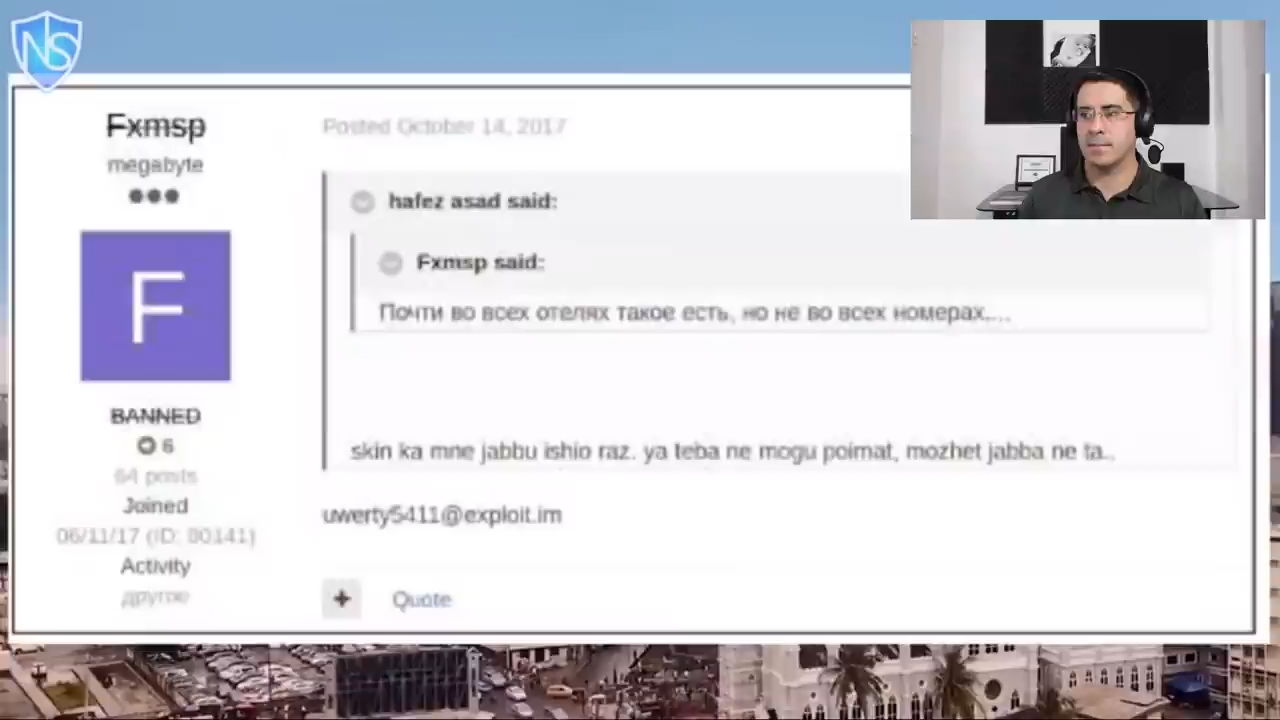 NS
Fxmsp
megabyte
BANNED
6
64 posts
Joined
06/11/17 (ID: 80141)
Activity
другое
Posted October 14, 2017
hafez asad said:
Fxmsp said:
Почти во всех отелях такое есть, но не во всех номерах....
skin ka mne jabbu ishio raz. ya teba ne mogu poimat, mozhet jabba ne ta..
uwerty5411@exploit.im
+ Quote